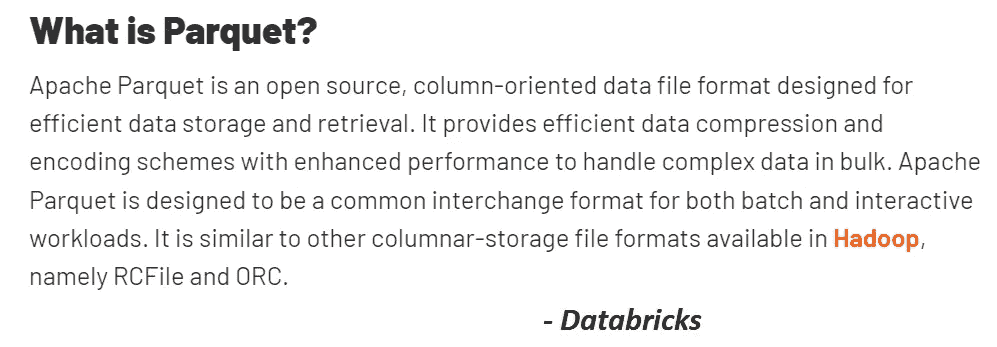 What is Parquet?
Apache Parquet is an open source, column-oriented data file format designed for
efficient data storage and retrieval. It provides efficient data compression and
encoding schemes with enhanced performance to handle complex data in bulk. Apache
Parquet is designed to be a common interchange format for both batch and interactive
workloads. It is similar to other columnar-storage file formats available in Hadoop,
namely RCFile and ORC.
- Databricks